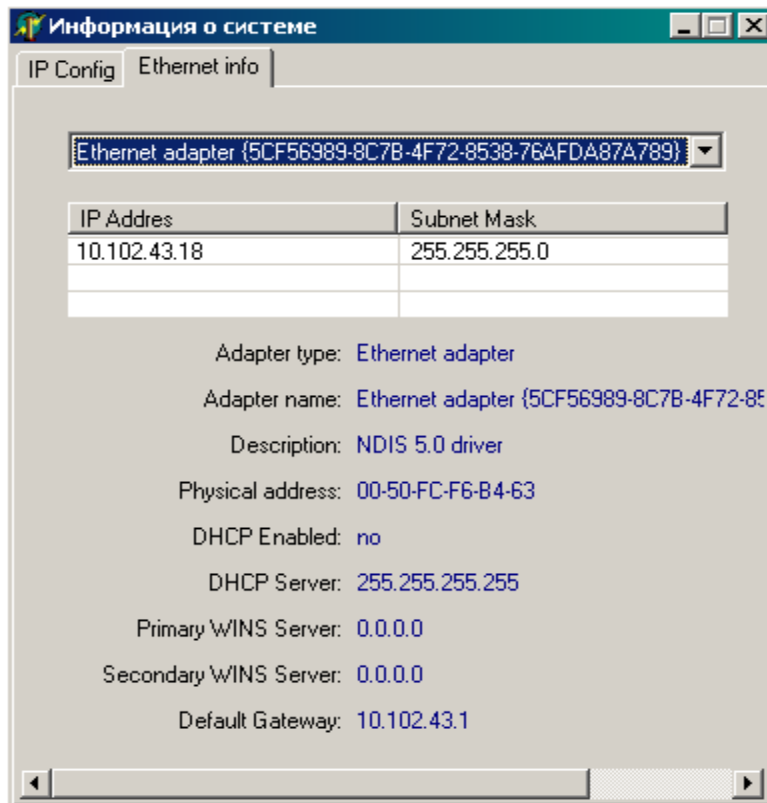 Информация о системе
IP Config Ethernet info
Ethernet adapter {5CF56989-8C7B-4F72-8538-76AFDA87A789}
IP Addres Subnet Mask
10.102.43.18 255.255.255.0
Adapter type: Ethernet adapter
Adapter name: Ethernet adapter {5CF56989-8C7B-4F72-85
Description: NDIS 5.0 driver
Physical address: 00-50-FC-F6-B4-63
DHCP Enabled: no
DHCP Server: 255.255.255.255
Primary WINS Server: 0.0.0.0
Secondary WINS Server: 0.0.0.0
Default Gateway: 10.102.43.1